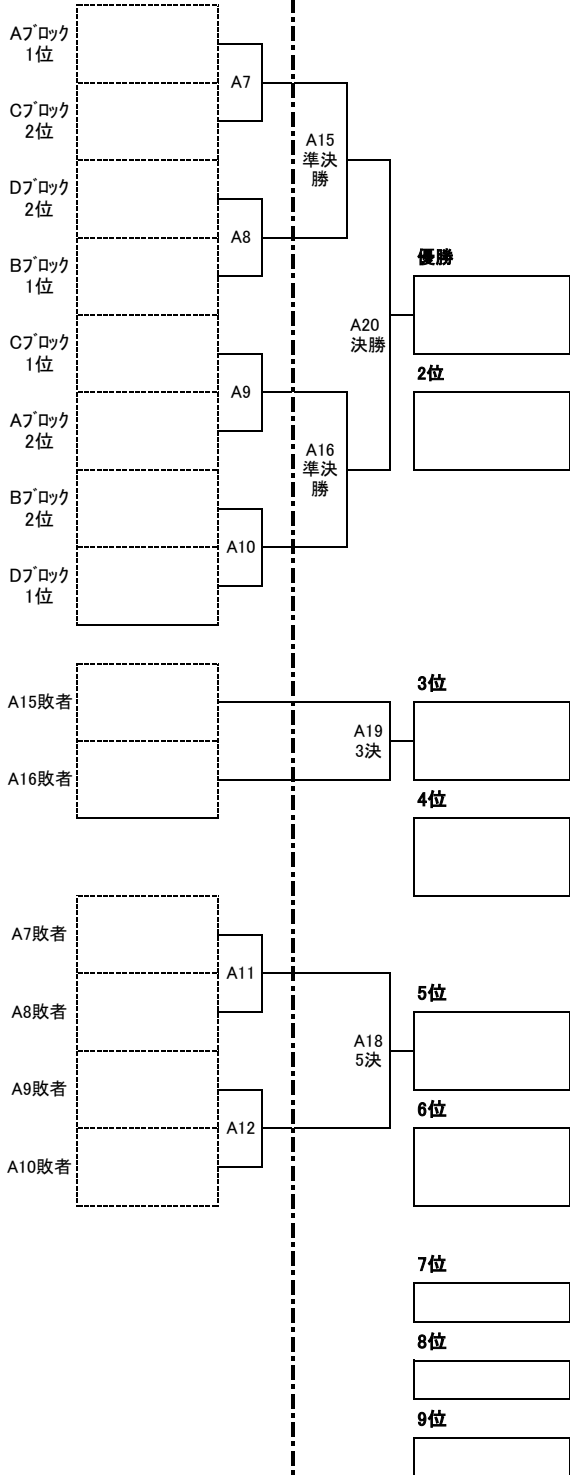 Aﾌﾞﾛｯｸ
1位
A7
Cﾌﾞﾛｯｸ
2位
A15
準決
勝
Dﾌﾞﾛｯｸ
2位
A8
Bﾌﾞﾛｯｸ
1位
優勝
A20
決勝
Cﾌﾞﾛｯｸ
1位
2位
A9
Aﾌﾞﾛｯｸ
2位
A16
準決
勝
Bﾌﾞﾛｯｸ
2位
A10
Dﾌﾞﾛｯｸ
1位
3位
A15敗者
A19
3決
A16敗者
4位
A7敗者
A11
5位
A8敗者
A18
5決
A9敗者
6位
A12
A10敗者
7位
8位
9位